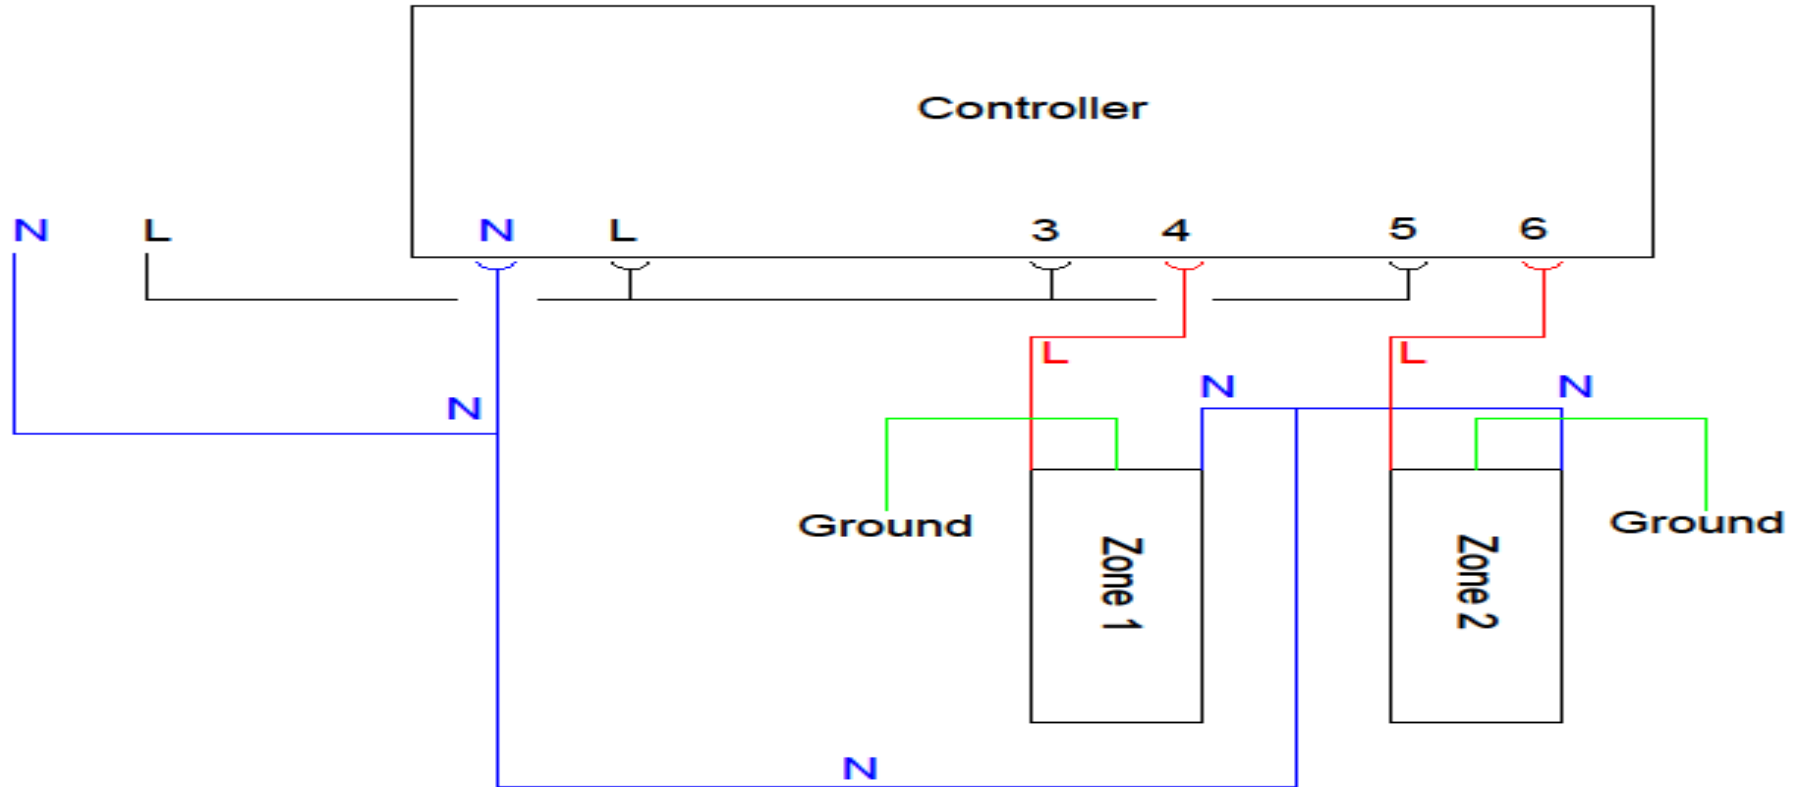 Controller
N L N L 3 4 5 6
L L
N N N
Ground Ground
Zone 1 Zone 2
N